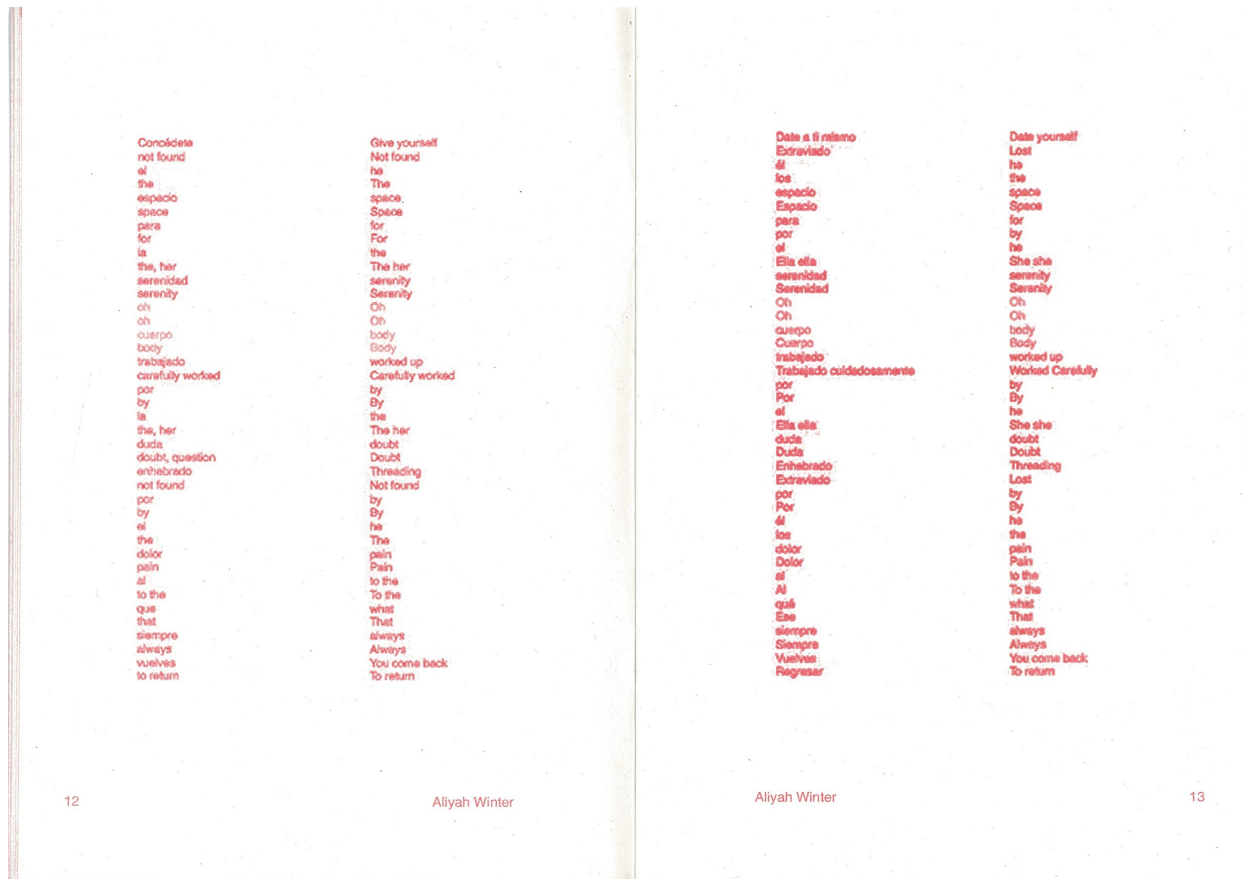 Concédete
not found
el
the
espacio
space
para
for
la
the, her
serenidad
serenity
oh
oh
cuerpo
body
trabajado
carefully worked
por
by
la
the, her
duda
doubt, question
enhebrado
not found
por
by
el
the
dolor
pain
al
to the
que
that
siempre
always
vuelves
to return
Give yourself
Not found
he
The
space,
Space
for
For
the
The her
serenity
Serenity
Oh
Oh
body
Body
worked up
Carefully worked
by
By
the
The her
doubt
Doubt
Threading
Not found
by
By
he
The
pain
Pain
to the
To the
what
That
always
Always
You come back
To return
12
Aliyah Winter
Date a ti mismo
Extraviado
él
los
espacio
Espacio
para
por
el
Ella ella
serenidad
Serenidad
Oh
Oh
cuerpo
Cuerpo
trabajado
Trabajado cuidadosamente
por
Por
el
Ella ella
duda
Duda
Enhebrado
Extraviado
por
Por
él
los
dolor
Dolor
al
Al
qué
Ese
siempre
Siempre
Vuelves
Regresar
Date yourself
Lost
he
the
space
Space
for
by
he
She she
serenity
Serenity
Oh
Oh
body
Body
worked up
Worked Carefully
by
By
he
She she
doubt
Doubt
Threading
Lost
by
By
he
the
pain
Pain
to the
To the
what
That
always
Always
You come back
To return
Aliyah Winter
13